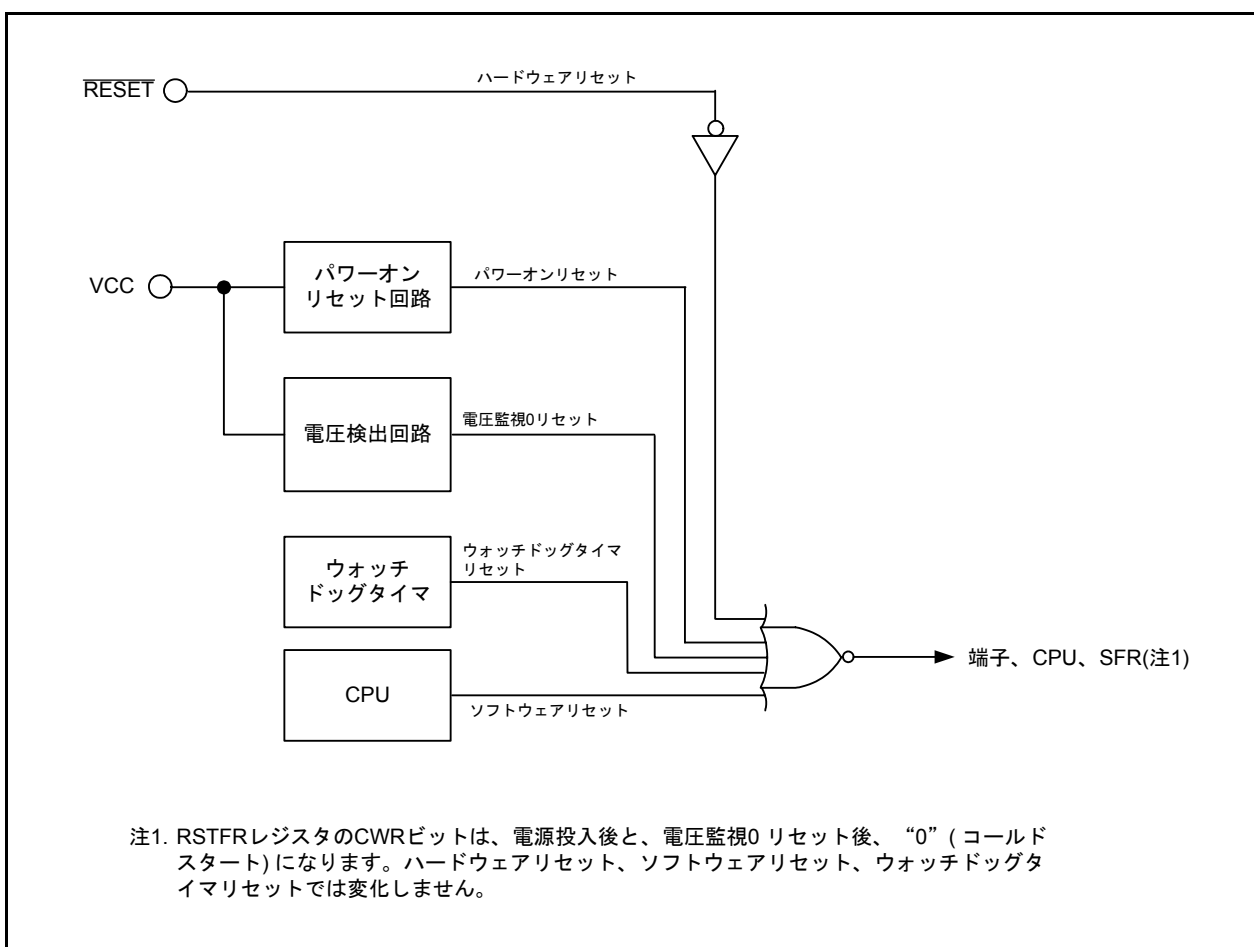 ハードウェアリセット
RESET
パワーオン
リセット回路
パワーオンリセット
VCC
電圧検出回路
電圧監視0リセット
ウォッチ
ドッグタイマ
ウォッチドッグタイマ
リセット
端子、CPU、SFR(注1)
CPU
ソフトウェアリセット
注1. RSTFRレジスタのCWRビットは、電源投入後と、電圧監視0 リセット後、“0”( コールド
スタート) になります。ハードウェアリセット、ソフトウェアリセット、ウォッチドッグタ
イマリセットでは変化しません。